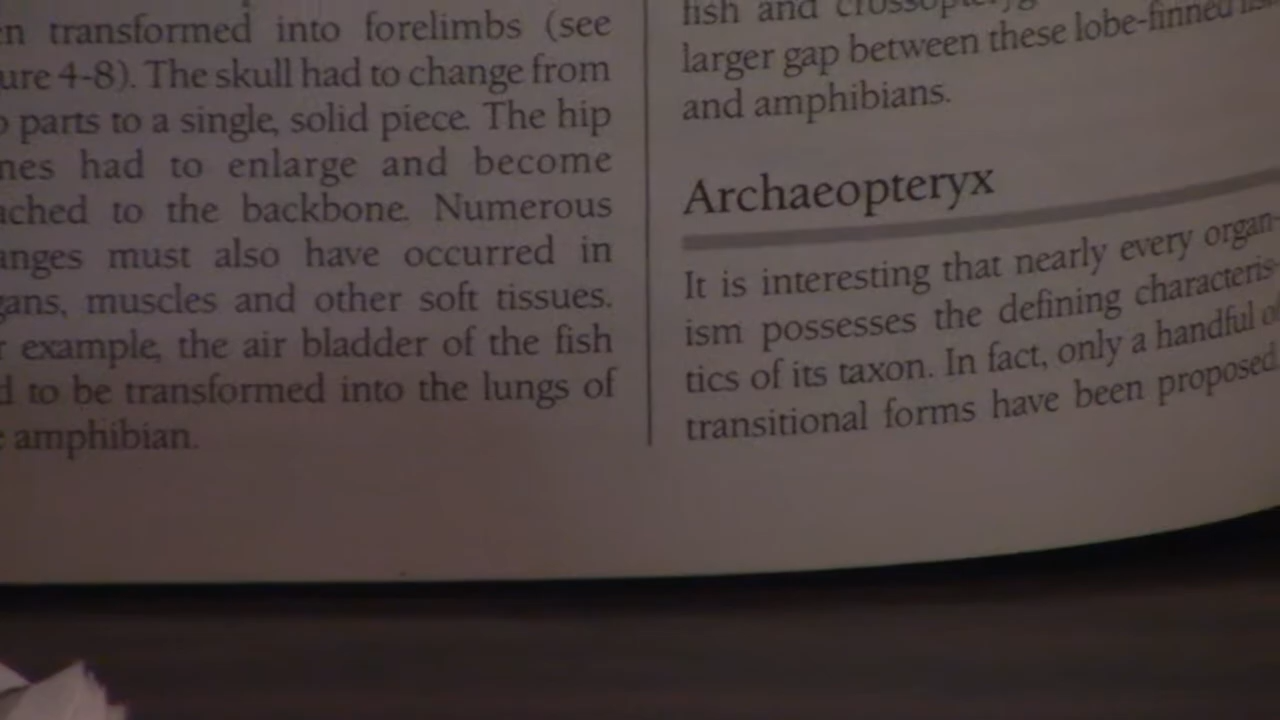 n transformed into forelimbs (see
ure 4-8). The skull had to change from
parts to a single, solid piece. The hip
nes had to enlarge and become
ached to the backbone. Numerous
anges must also have occurred in
gans, muscles and other soft tissues.
r example, the air bladder of the fish
d to be transformed into the lungs of
amphibian.
fish and
larger gap between these lobe-finned
and amphibians.
Archaeopteryx
It is interesting that nearly every organ-
ism possesses the defining characteris-
tics of its taxon. In fact, only a handful of
transitional forms have been proposed